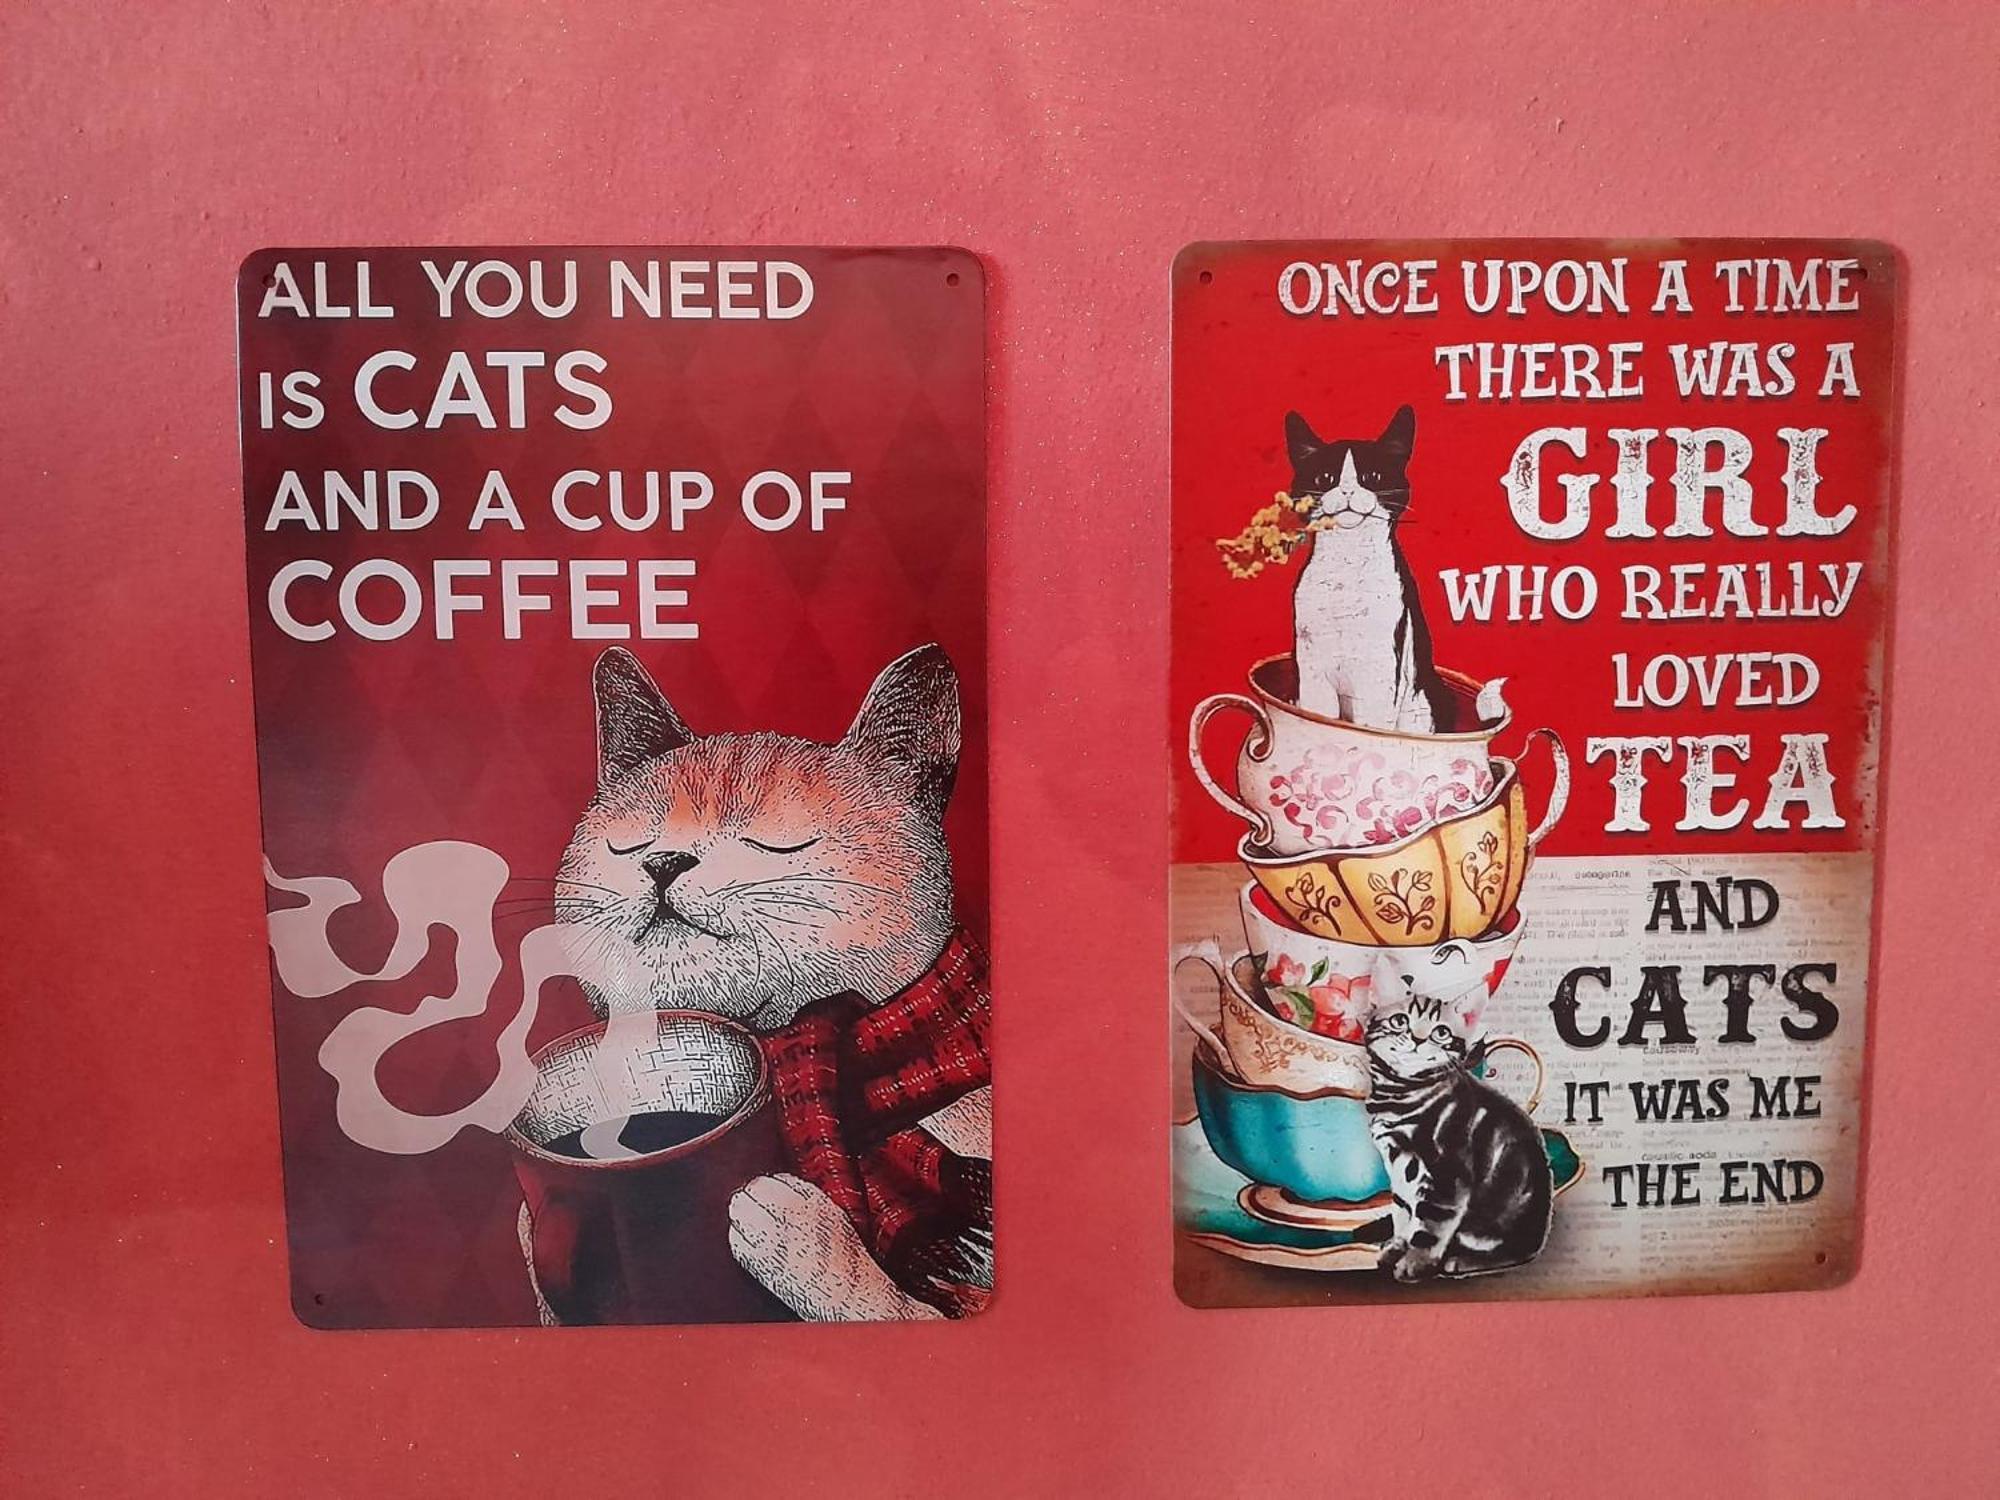 ALL YOU NEED
IS CATS
AND A CUP OF
COFFEE
ONCE UPON A TIME
THERE WAS A
GIRL
WHO REALLY
LOVED
TEA
AND
CATS
IT WAS ME
THE END